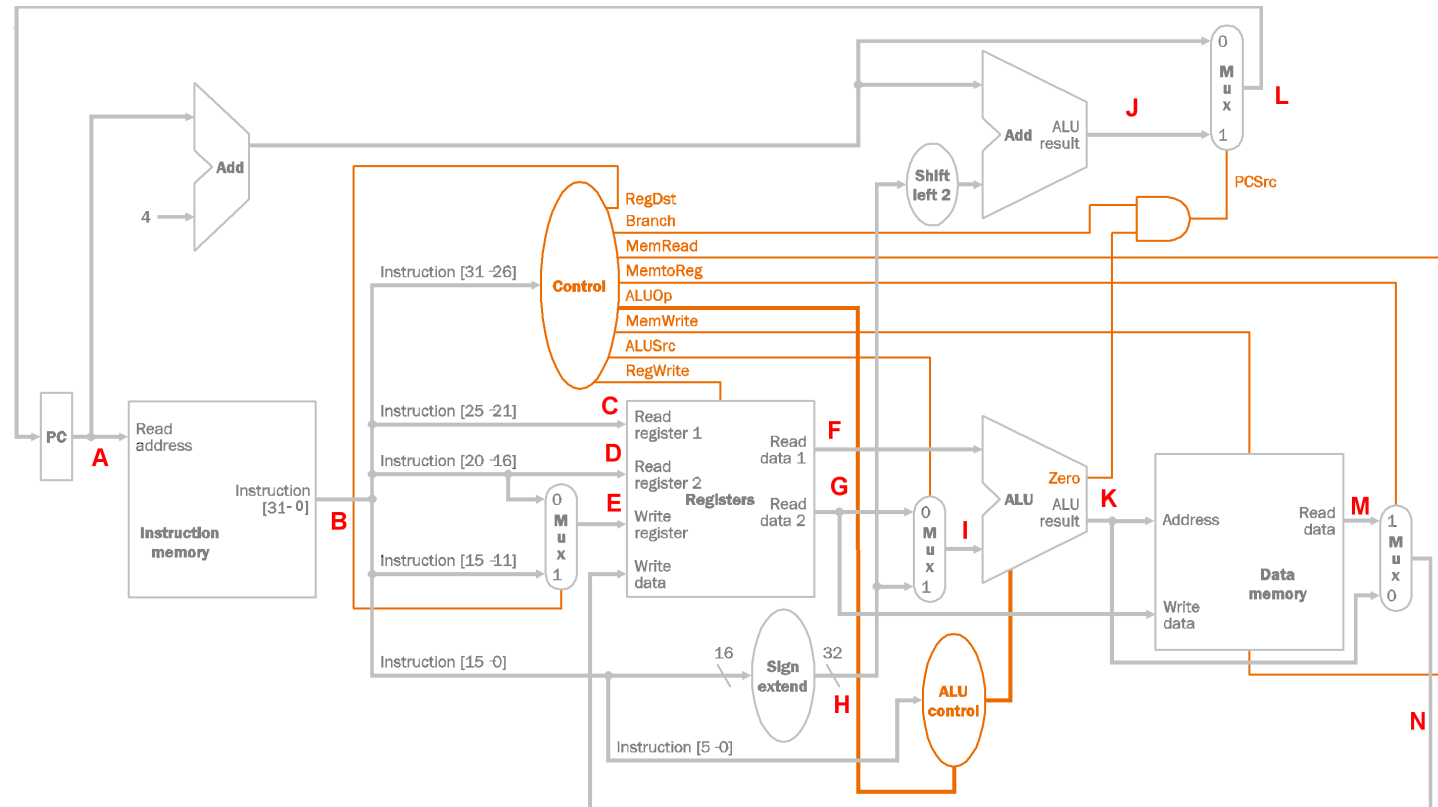 0
M
u
x
1
L
J
Add
ALU
result
Add
Shift
left 2
PCSrc
4
RegDst
Branch
MemRead
MemtoReg
ALUOp
MemWrite
ALUSrc
RegWrite
Control
Instruction [31-26]
PC
A
Read
address
Instruction
[31-0]
Instruction
memory
B
Instruction [25-21]
Instruction [20-16]
Instruction [15-11]
Instruction [15-0]
0
M
u
x
1
C
D
E
Read
register 1
Read
register 2
Write
register
Write
data
Registers
Read
data 1
Read
data 2
F
G
0
M
u
x
1
I
Zero
ALU
ALU
result
K
Address
Write
data
Read
data
Data
memory
M
1
M
u
x
0
N
16
Sign
extend
32
H
ALU
control
Instruction [5-0]